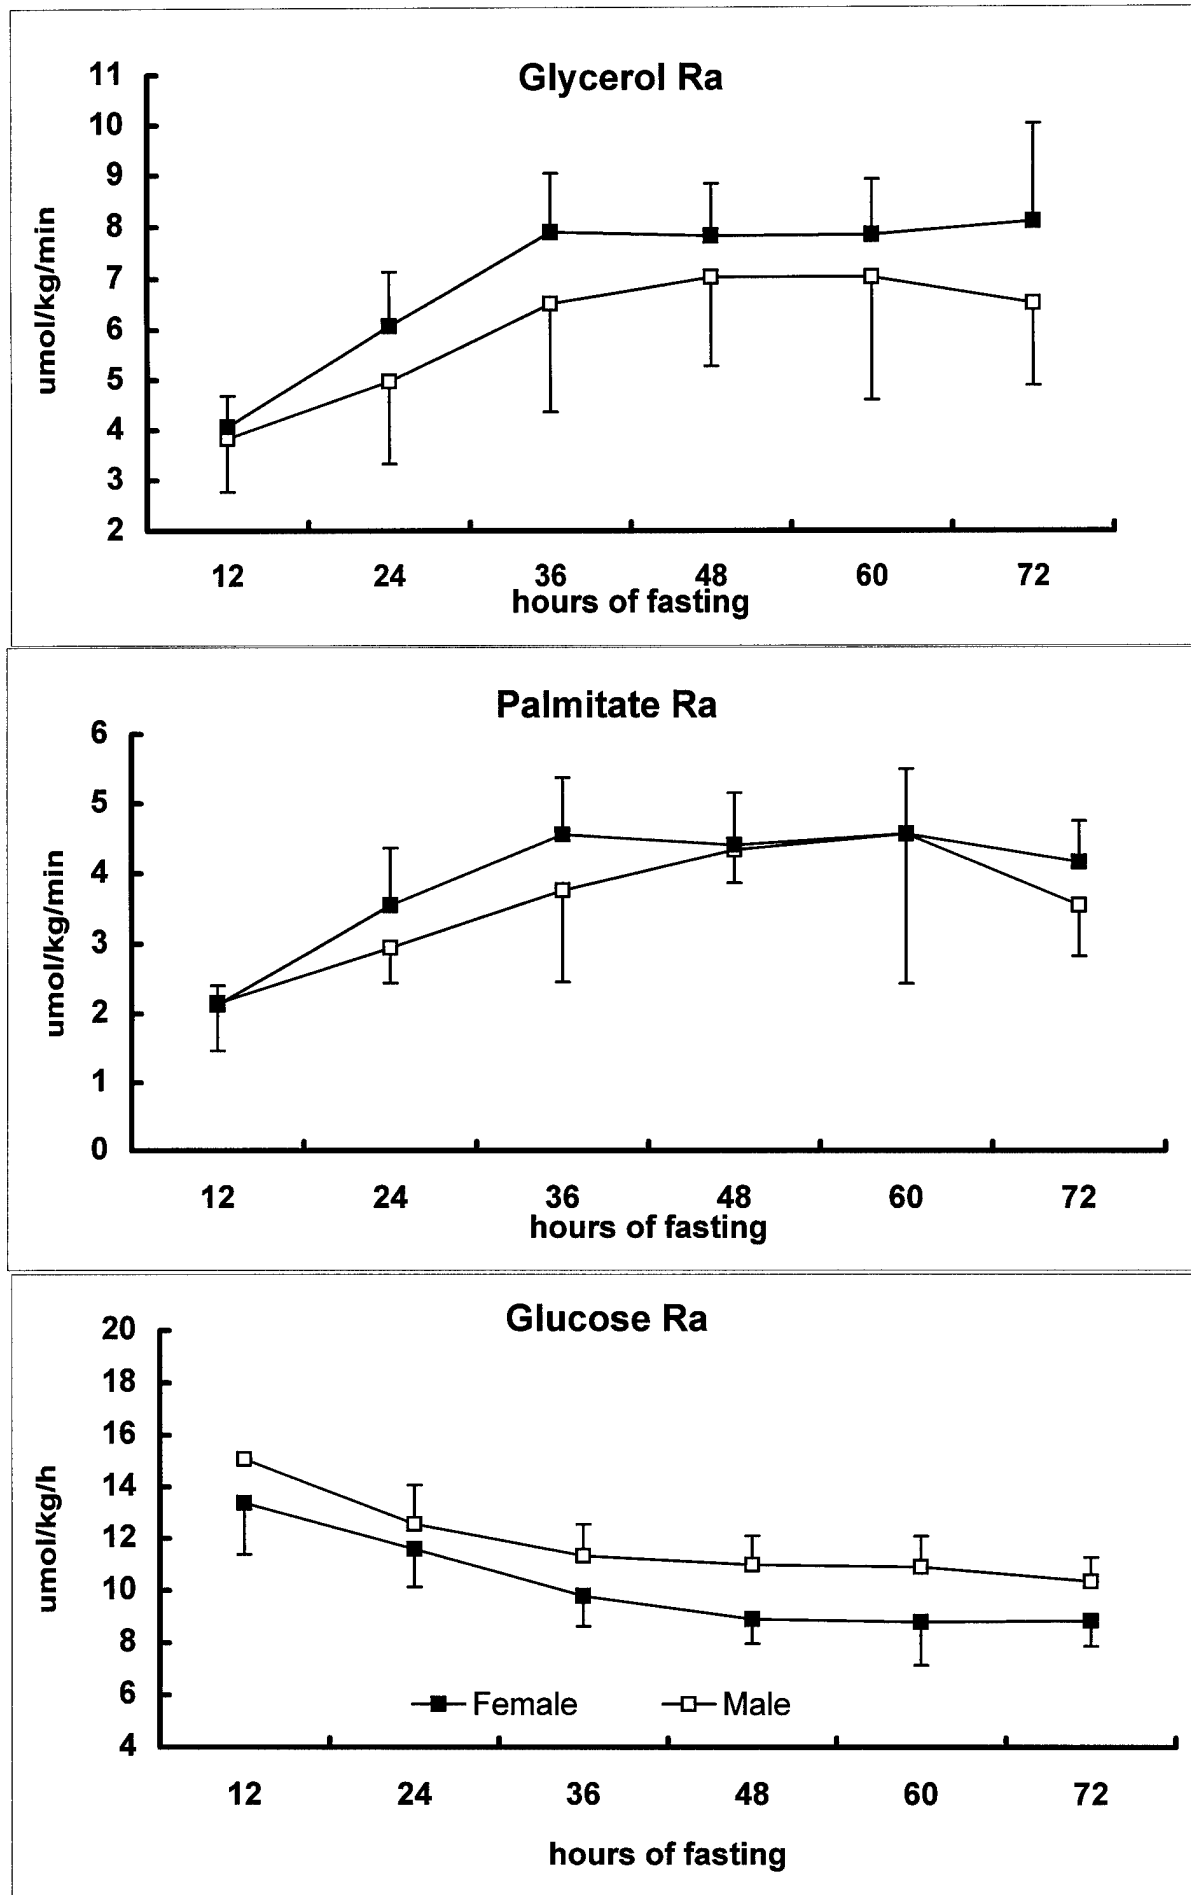 Glycerol Ra
umol/kg/min
11
10
9
8
7
6
5
4
3
2
12 24 36 48 60 72
hours of fasting
Palmitate Ra
umol/kg/min
6
5
4
3
2
1
0
12 24 36 48 60 72
hours of fasting
Glucose Ra
umol/kg/h
20
18
16
14
12
10
8
6
4
Female Male
12 24 36 48 60 72
hours of fasting